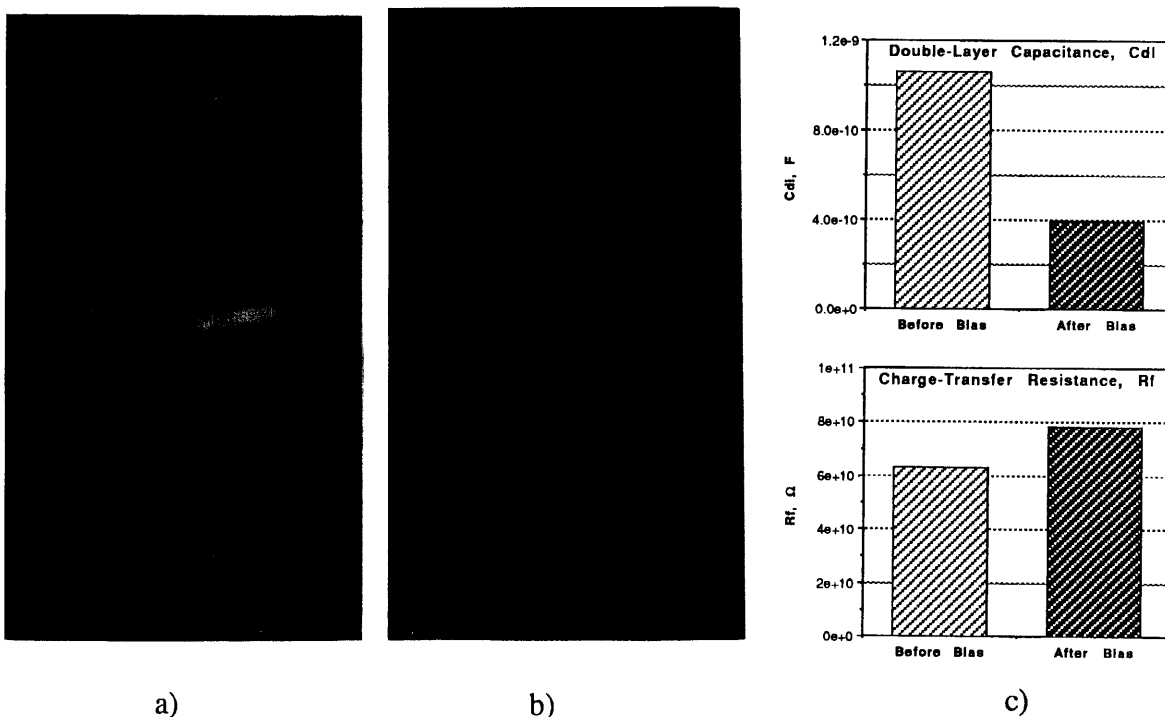 Double-Layer Capacitance, Cdl
1.2e-9
8.0e-10
4.0e-10
0.0e+0
Cdl, F
Before Bias
After Bias
Charge-Transfer Resistance, Rf
1e+11
8e+10
6e+10
4e+10
2e+10
0e+0
Rf, Ω
Before Bias
After Bias
a)
b)
c)